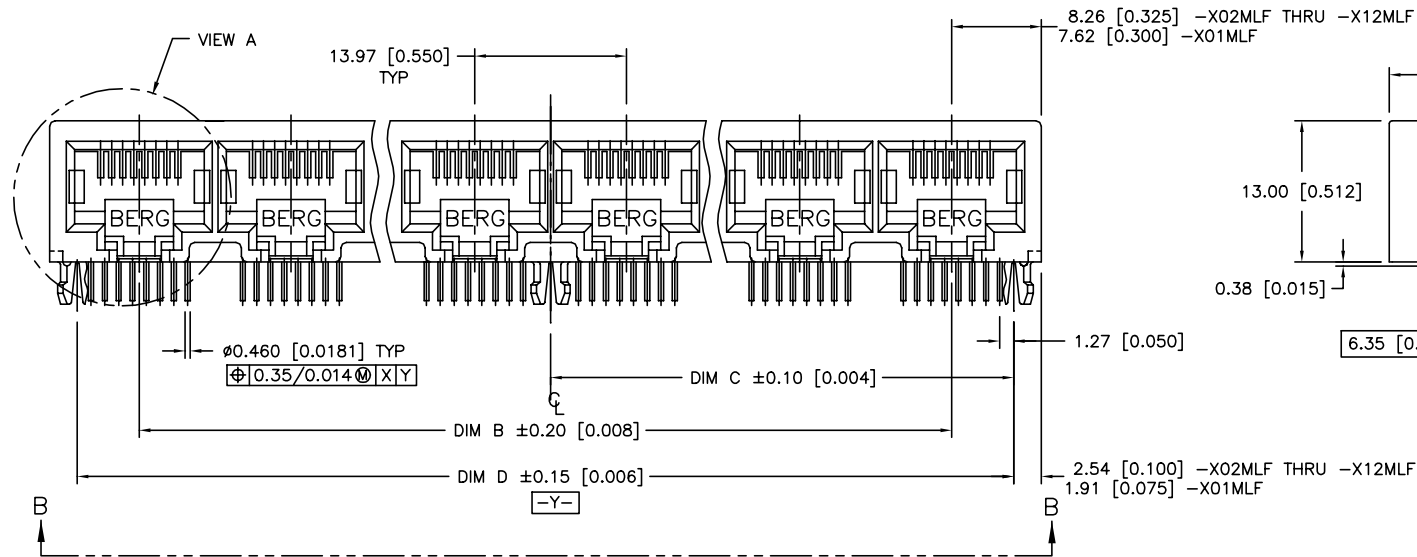 8.26 [0.325] -X02MLF THRU -X12MLF
7.62 [0.300] -X01MLF
VIEW A
13.97 [0.550]
TYP
13.00 [0.512]
BERG BERG BERG BERG BERG BERG
0.38 [0.015]
1.27 [0.050]
6.35 [0.
ø0.460 [0.0181] TYP
⌖ 0.35/0.014 Ⓜ X Y
DIM C ±0.10 [0.004]
℄
DIM B ±0.20 [0.008]
DIM D ±0.15 [0.006]
-Y-
2.54 [0.100] -X02MLF THRU -X12MLF
1.91 [0.075] -X01MLF
B B